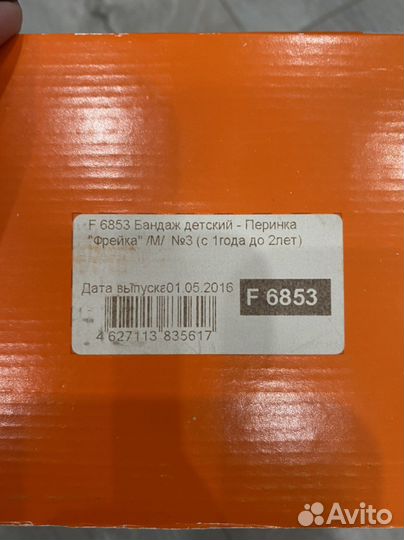 F 6853 Бандаж детский - Перинка
"Фрейка" /М/ №3 (с 1года до 2лет)
Дата выпуска01.05.2016
F 6853
4 627113 835617
Avito